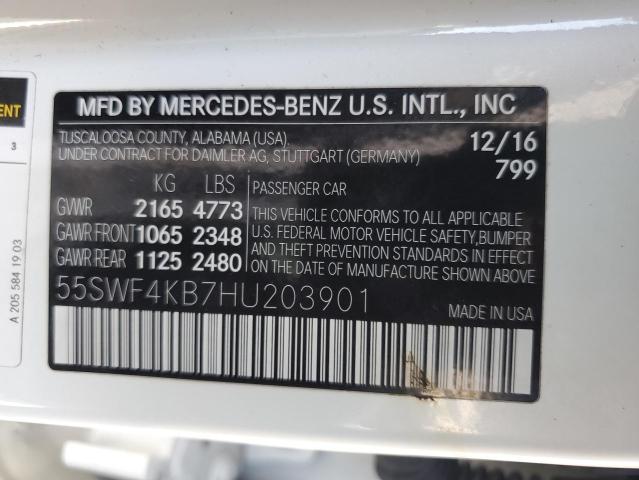 ENT
3
A 205 584 19 03
MFD BY MERCEDES-BENZ U.S. INTL., INC
TUSCALOOSA COUNTY, ALABAMA (USA).
UNDER CONTRACT FOR DAIMLER AG, STUTTGART (GERMANY)
12/16
799
KG LBS
GVWR 2165 4773
GAWR FRONT 1065 2348
GAWR REAR 1125 2480
PASSENGER CAR
THIS VEHICLE CONFORMS TO ALL APPLICABLE
U.S. FEDERAL MOTOR VEHICLE SAFETY,BUMPER
AND THEFT PREVENTION STANDARDS IN EFFECT
ON THE DATE OF MANUFACTURE SHOWN ABOVE.
55SWF4KB7HU203901
MADE IN USA